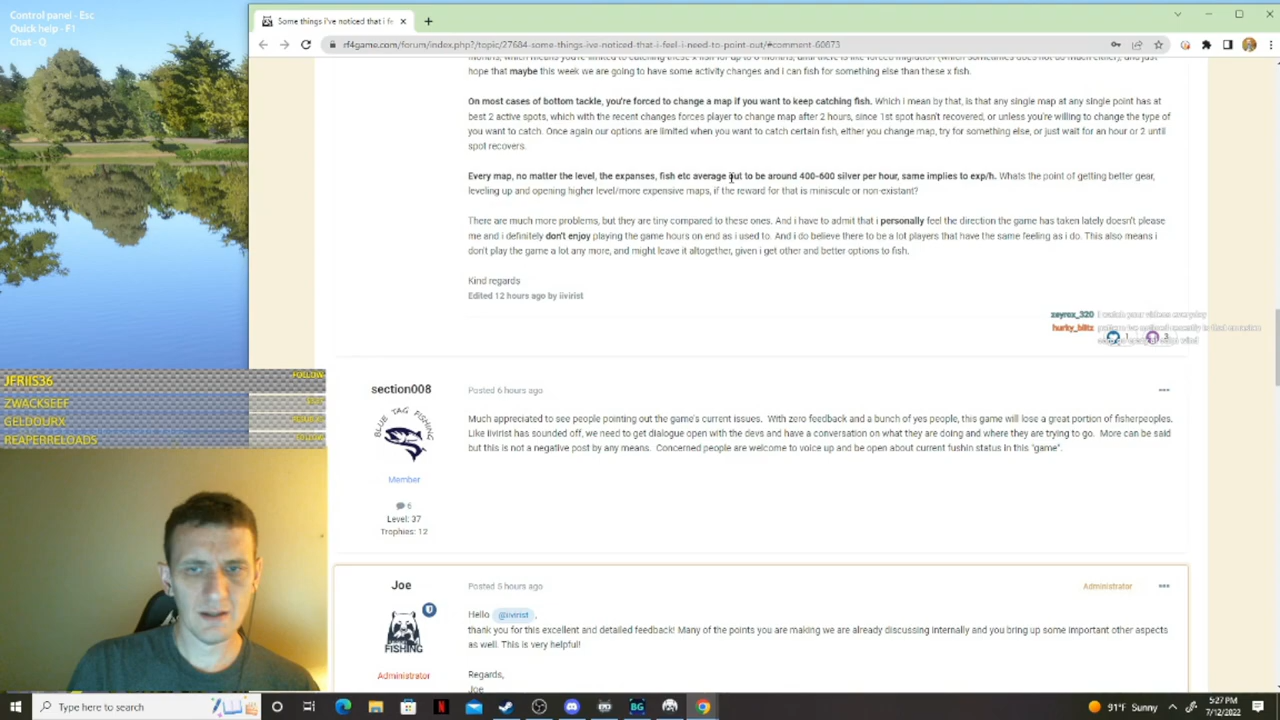 Control panel - Esc
Quick help - F1
Chat - Q
Some things i've noticed that i fe
rf4game.com/forum/index.php?/topic/27684-some-things-ive-noticed-that-i-feel-i-need-to-point-out/#comment-60873
hope that maybe this week we are going to have some activity changes and i can fish for something else than these x fish.
On most cases of bottom tackle, you're forced to change a map if you want to keep catching fish. Which i mean by that, is that any single map at any single point has at
best 2 active spots, which with the recent changes forces player to change map after 2 hours, since 1st spot hasn't recovered, or unless you're willing to change the type of
you want to catch. Once again our options are limited when you want to catch certain fish, either you change map, try for something else, or just wait for an hour or 2 until
spot recovers.
Every map, no matter the level, the expanses, fish etc average out to be around 400-600 silver per hour, same implies to exp/h. Whats the point of getting better gear,
leveling up and opening higher level/more expensive maps, if the reward for that is miniscule or non-existant?
There are much more problems, but they are tiny compared to these ones. And i have to admit that i personally feel the direction the game has taken lately doesn't please
me and i definitely don't enjoy playing the game hours on end as i used to. And i do believe there to be a lot players that have the same feeling as i do. This also means i
don't play the game a lot any more, and might leave it altogether, given i get other and better options to fish.
Kind regards
Edited 12 hours ago by iivirist
xeyrox_320 I watch your videos everyday
hurky_blitz
1
3
JFRIIS36
FOLLOW
ZWACKSEEF
GELDOURX
REAPERRELOADS
section008
Posted 6 hours ago
BLUE TAG FISHING
Much appreciated to see people pointing out the game's current issues. With zero feedback and a bunch of yes people, this game will lose a great portion of fisherpeoples.
Like Iivirist has sounded off, we need to get dialogue open with the devs and have a conversation on what they are doing and where they are trying to go. More can be said
but this is not a negative post by any means. Concerned people are welcome to voice up and be open about current fushin status in this "game".
Member
6
Level: 37
Trophies: 12
Joe
Posted 5 hours ago
Administrator
FISHING
Hello @iivirist,
thank you for this excellent and detailed feedback! Many of the points you are making we are already discussing internally and you bring up some important other aspects
as well. This is very helpful!
Administrator
Regards,
Joe
Type here to search
91°F Sunny
5:27 PM
7/12/2022